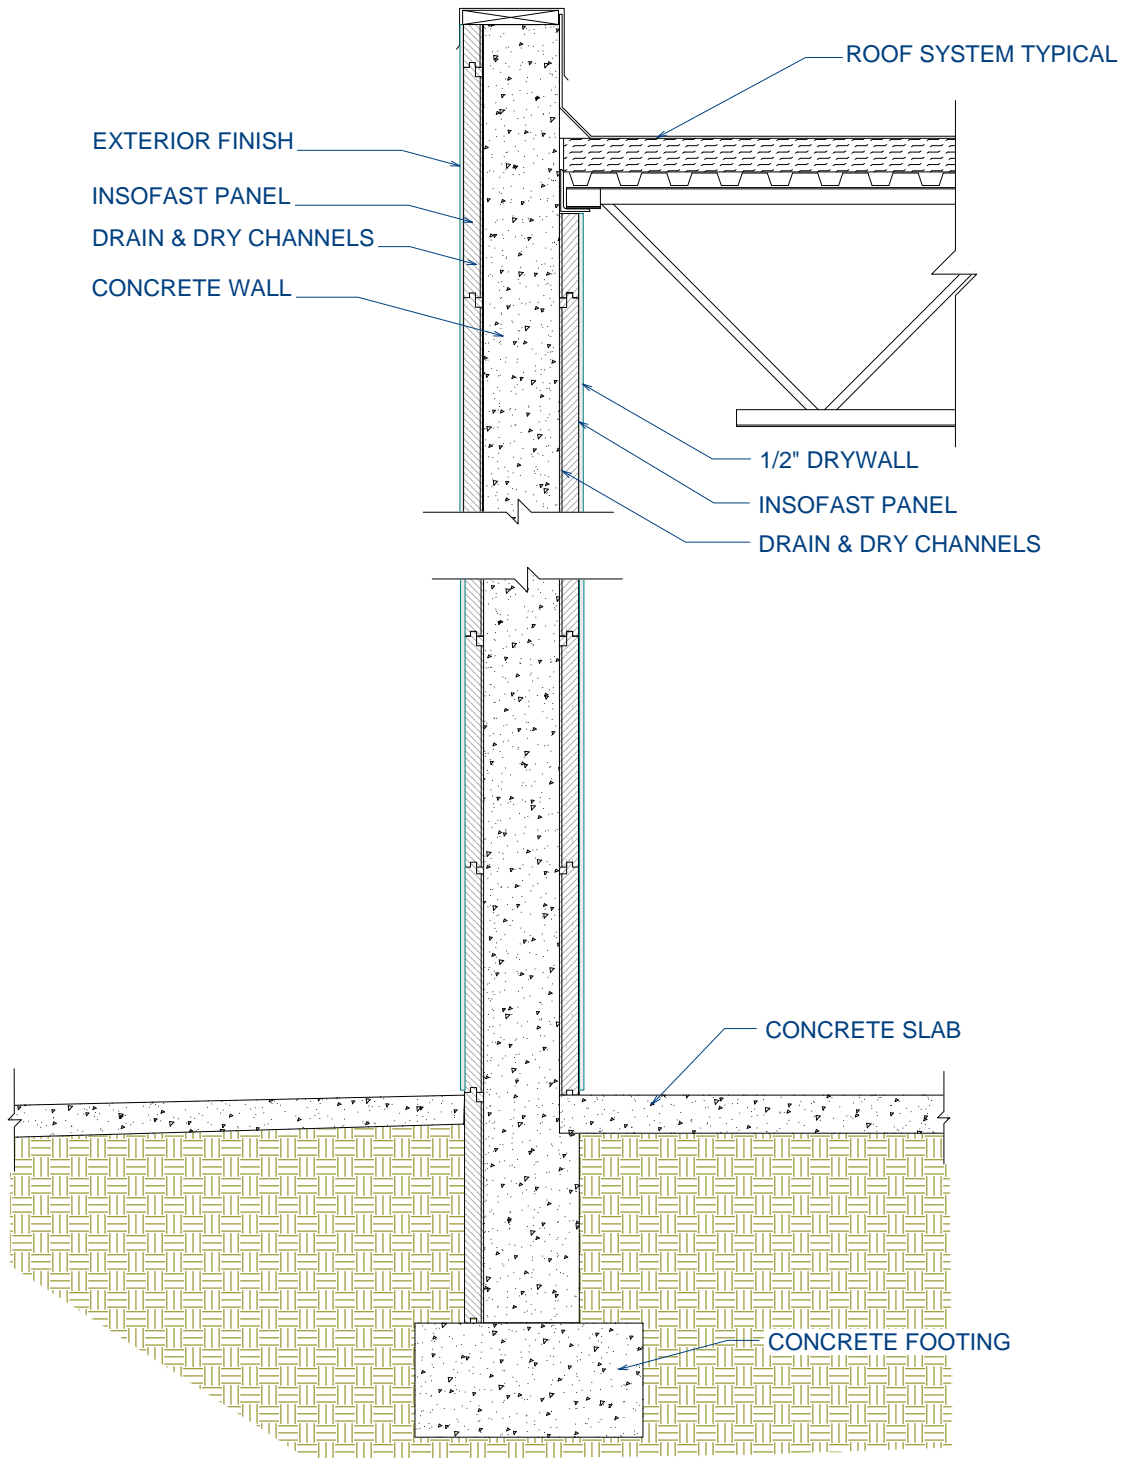 ROOF SYSTEM TYPICAL
EXTERIOR FINISH
INSOFAST PANEL
DRAIN & DRY CHANNELS
CONCRETE WALL
1/2" DRYWALL
INSOFAST PANEL
DRAIN & DRY CHANNELS
CONCRETE SLAB
CONCRETE FOOTING